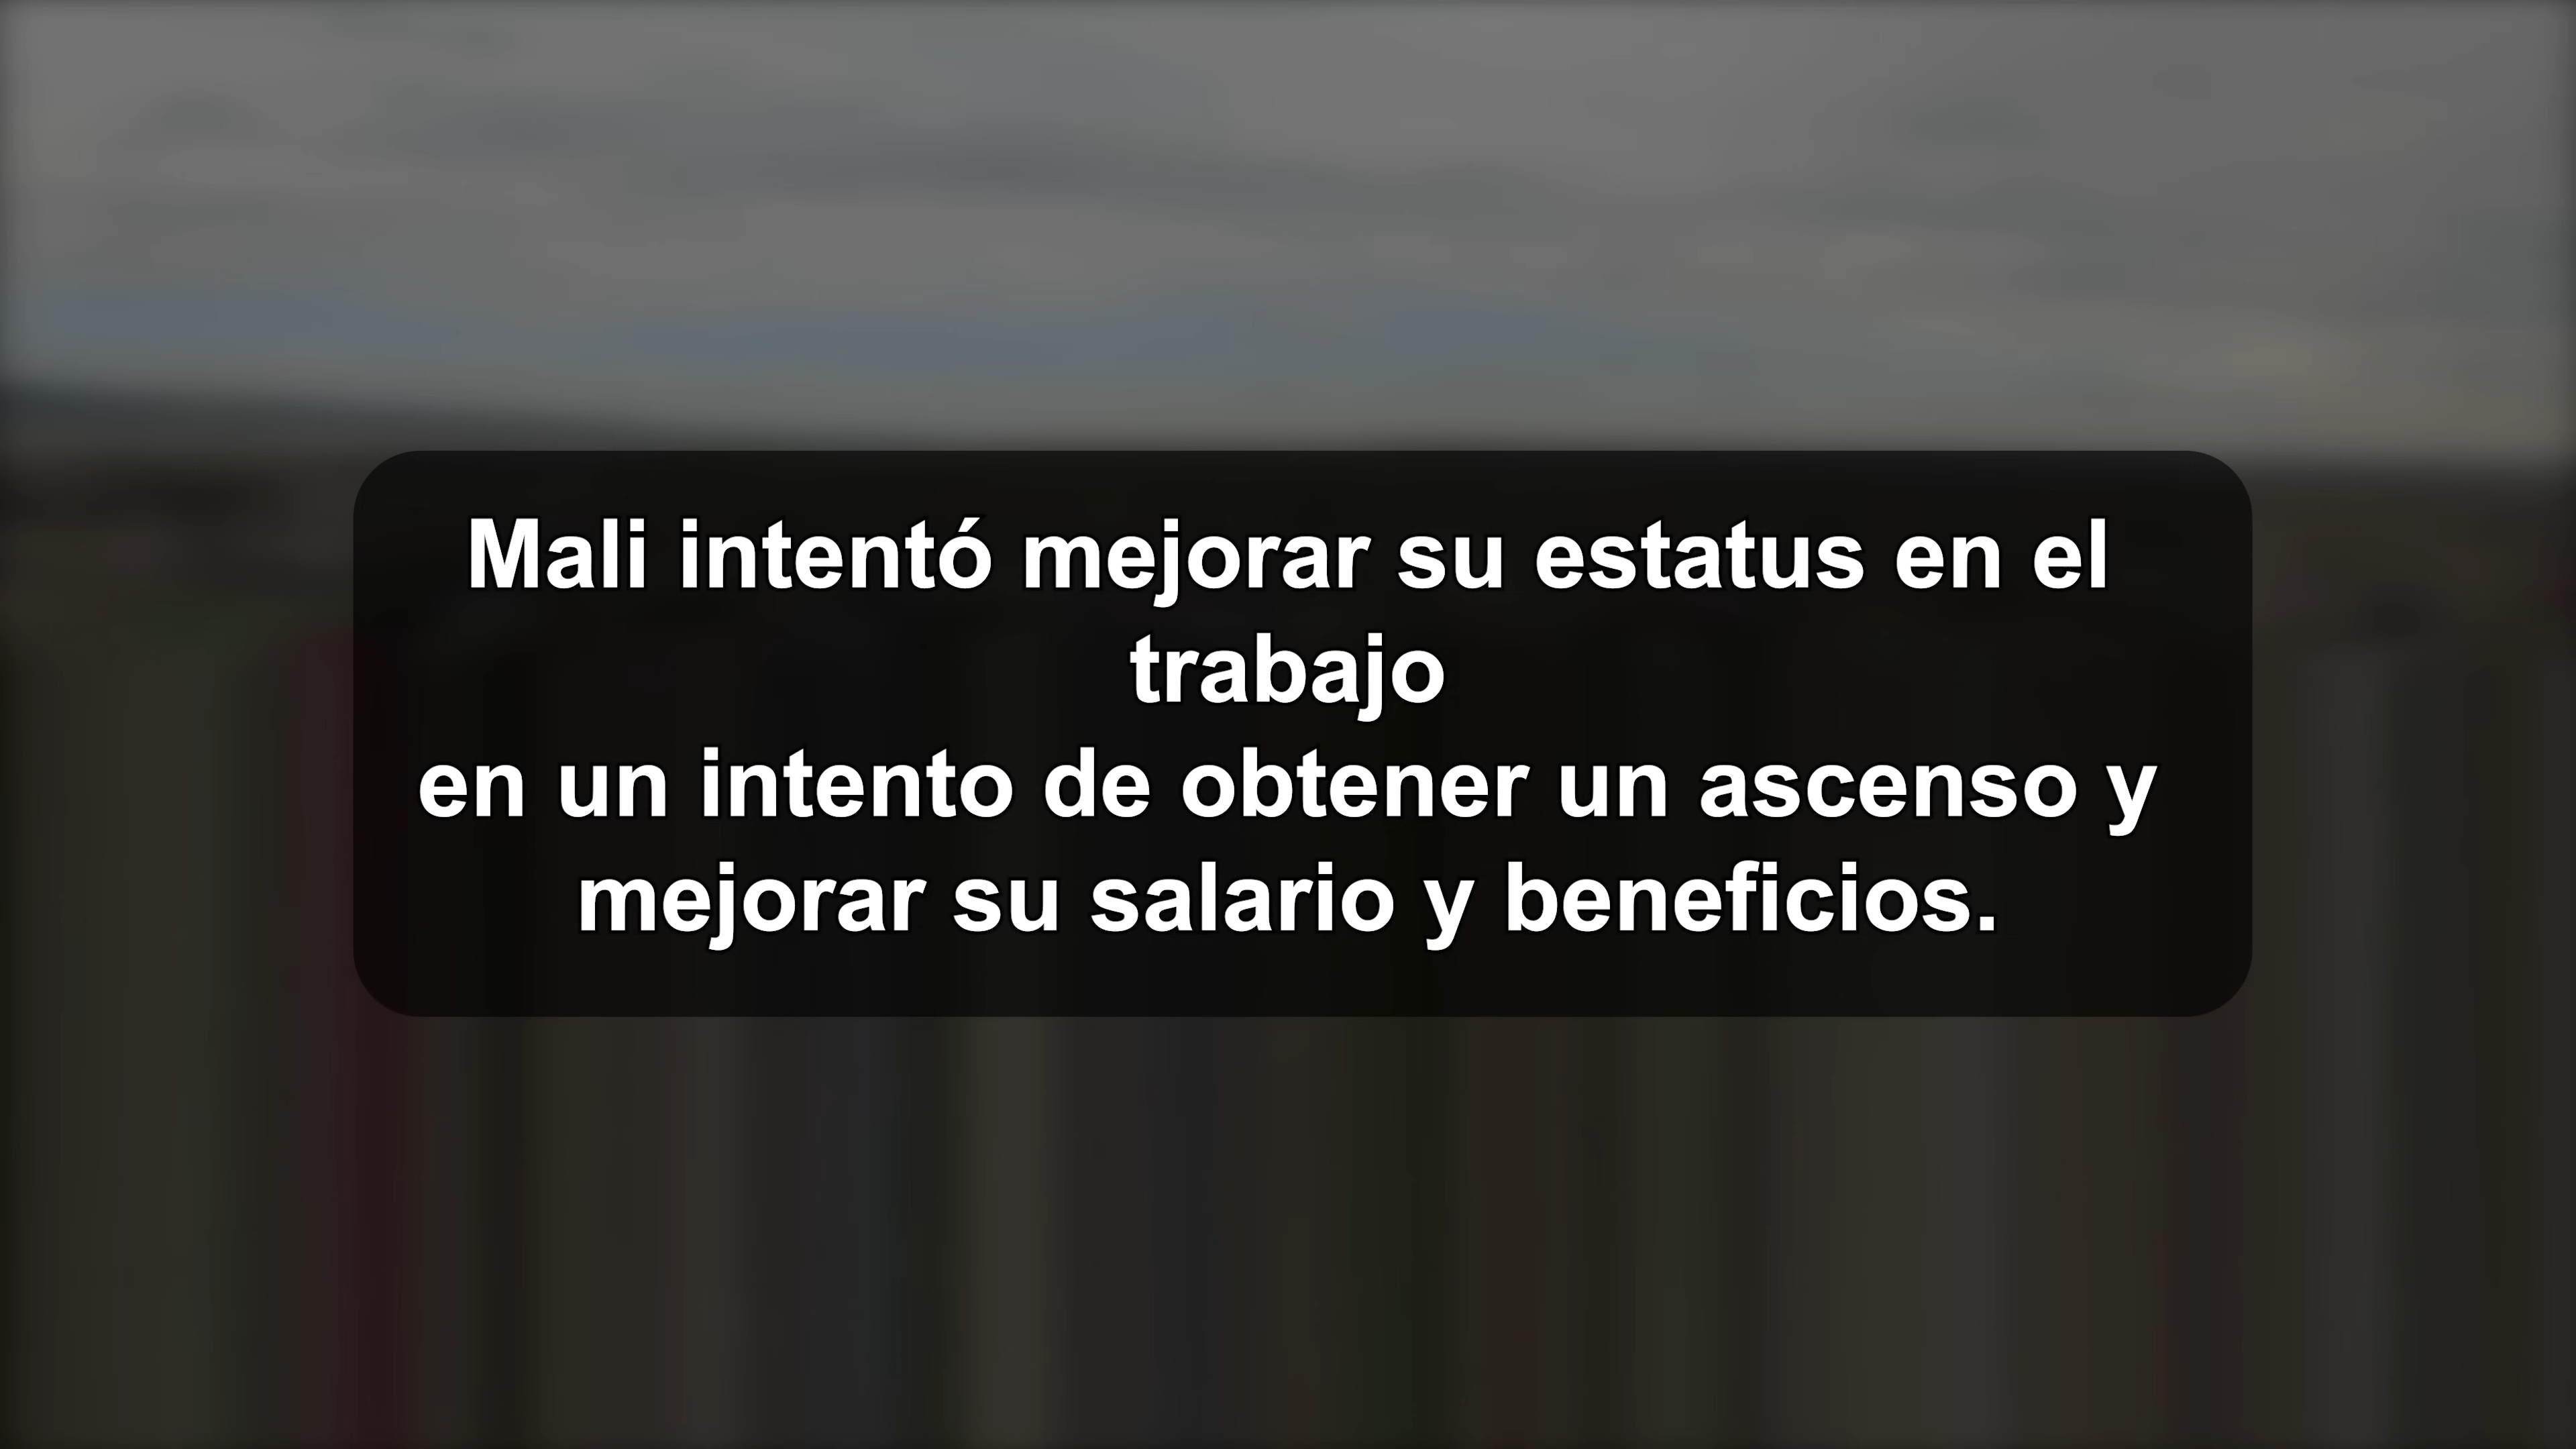 Mali intentó mejorar su estatus en el
trabajo
en un intento de obtener un ascenso y
mejorar su salario y beneficios.